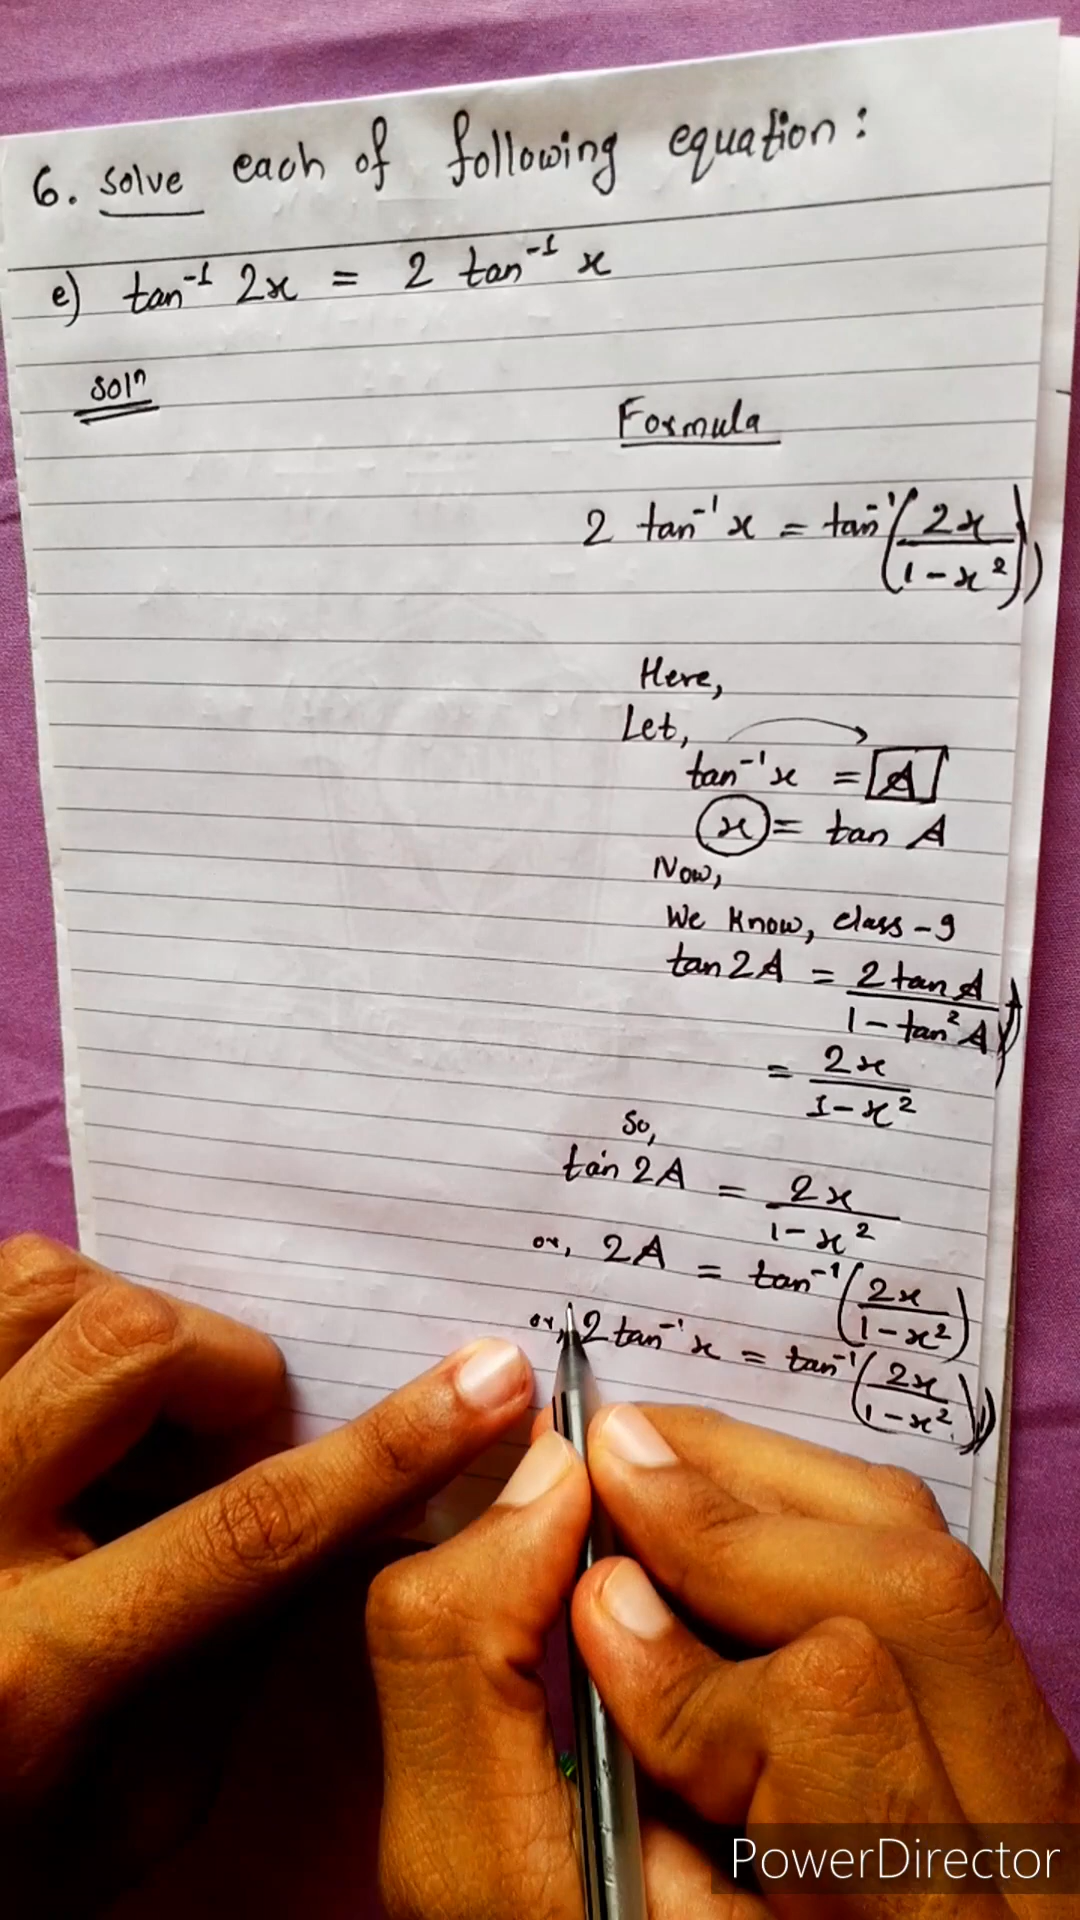 6. Solve each of following equation:
e) tan⁻¹ 2x = 2 tan⁻¹ x
Solⁿ
Formula
2 tan⁻¹ x = tan⁻¹(2x/(1-x²))
Here,
Let,
tan⁻¹x = A
x = tan A
Now,
We know, class-9
tan 2A = 2 tan A/(1 - tan² A)
= 2x/(1-x²)
So,
tan 2A = 2x/(1-x²)
or, 2A = tan⁻¹(2x/(1-x²))
or, 2 tan⁻¹ x = tan⁻¹(2x/(1-x²))
PowerDirector